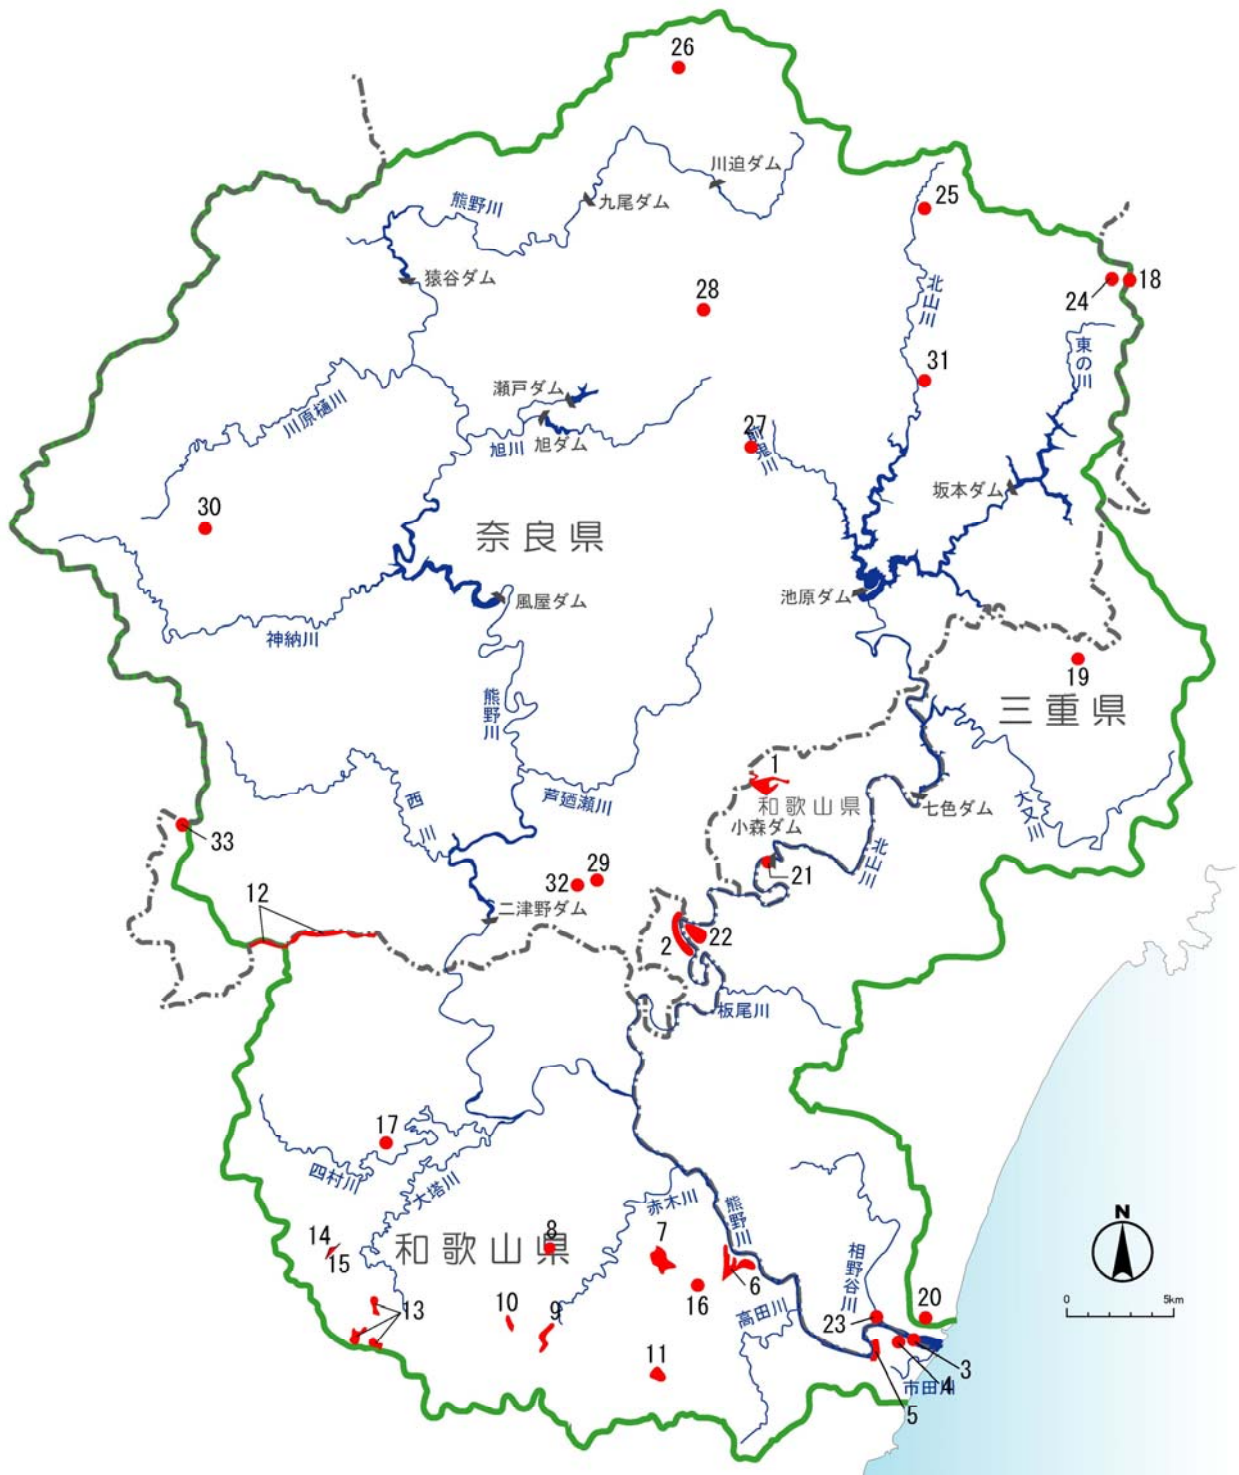 26
川迫ダム
熊野川
九尾ダム
25
猿谷ダム
北山川
24
18
28
東の川
31
瀬戸ダム
川原樋川
旭川
旭ダム
27
鬼川
坂本ダム
30
奈良県
風屋ダム
池原ダム
神納川
19
熊野川
三重県
1
西川
芦廼瀬川
和歌山県
七色ダム
大又川
小森ダム
33
北山川
21
32
29
12
二津野ダム
2
22
板尾川
17
四村川
大塔川
赤木川
熊野川
N
14
15
和歌山県
8
7
6
相野谷川
16
0
5km
13
10
9
高田川
23
20
11
3
4
市田川
5